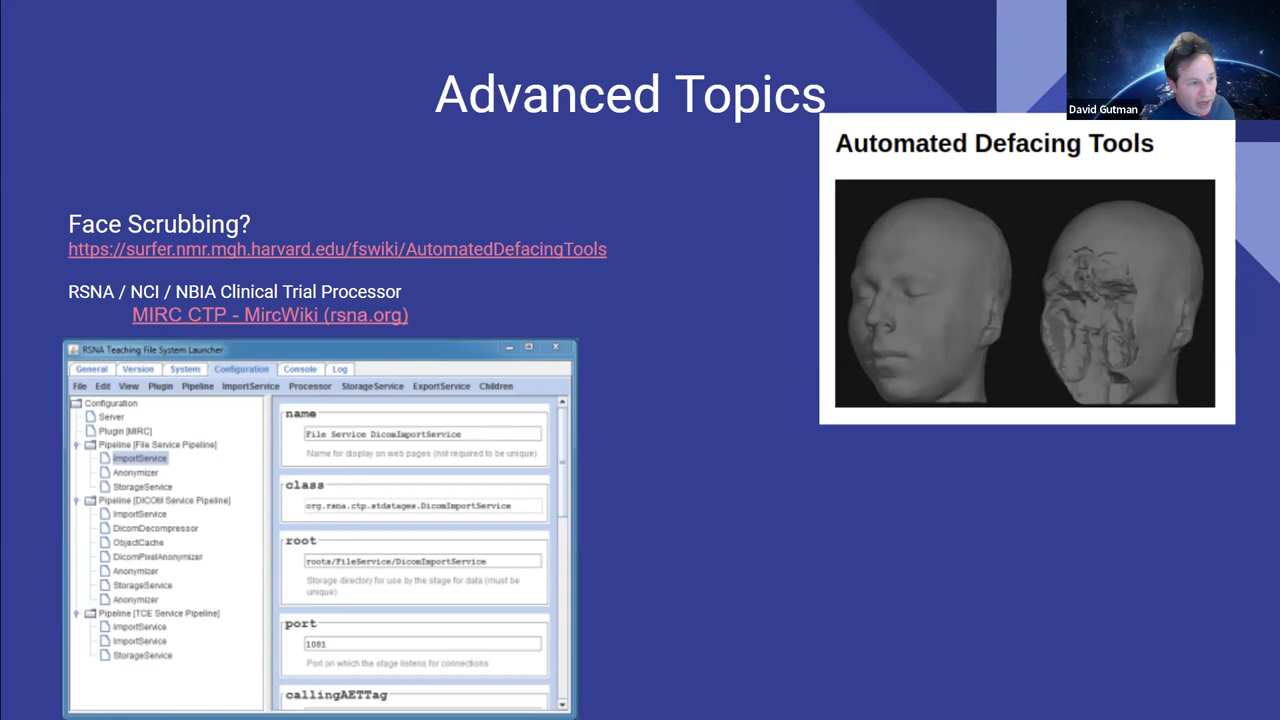 Advanced Topics
David Gutman
Automated Defacing Tools
Face Scrubbing?
https://surfer.nmr.mgh.harvard.edu/fswiki/AutomatedDefacingTools
RSNA / NCI / NBIA Clinical Trial Processor
MIRC CTP - MircWiki (rsna.org)
RSNA Teaching File System Launcher
General Version System Configuration Console Log
File Edit View Plugin Pipeline ImportService Processor StorageService ExportService Children
Configuration
Server
Plugin [MIRC]
Pipeline [File Service Pipeline]
ImportService
Anonymizer
StorageService
Pipeline [DICOM Service Pipeline]
ImportService
DicomDecompressor
ObjectCache
DicomPixelAnonymizer
Anonymizer
StorageService
Anonymizer
Pipeline [TCE Service Pipeline]
ImportService
ImportService
StorageService
name
File Service DicomImportService
Name for display on web pages (not required to be unique)
class
org.rsna.ctp.stdstages.DicomImportService
root
roots/FileService/DicomImportService
Storage directory for use by the stage for data (must be
unique)
port
1081
Port on which the stage listens for connections
callingAETTag